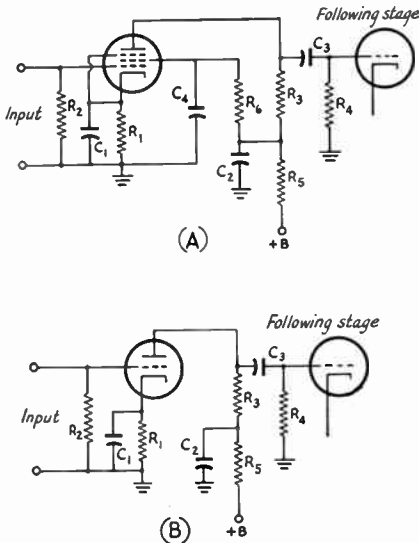 Following stage
C3
R3
R6
C4
R4
Input
R2
C1
R1
C2
R5
+B
(A)
Following stage
C3
R3
R4
Input
R2
C1
R1
C2
R5
+B
(B)